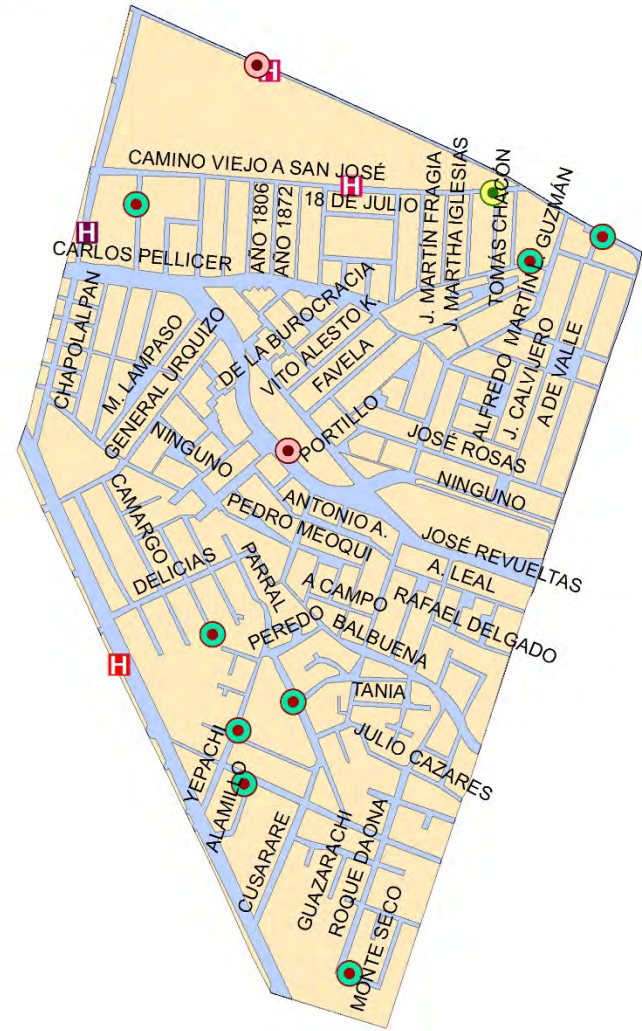 H
CAMINO VIEJO A SAN JOSÉ
H
18 DE JULIO
AÑO 1806
AÑO 1872
J. MARTÍN FRAGIA
J. MARTHA IGLESIAS
TOMÁS CHACÓN
MARTÍN L GUZMÁN
H
CARLOS PELLICER
CHAPOLALPAN
M. LAMPASO
GENERAL URQUIZO
DE LA BUROCRACIA
VITO ALESTO K.
FAVELA
ALFREDO
J. CALVIJERO
A DE VALLE
PORTILLO
JOSÉ ROSAS
NINGUNO
NINGUNO
CAMARGO
ANTONIO A.
PEDRO MEOQUI
JOSÉ REVUELTAS
A. LEAL
DELICIAS
PARRAL
A CAMPO
RAFAEL DELGADO
PEREDO
BALBUENA
H
TANIA
JULIO CAZARES
YEPACHI
ALAMILLO
CUSARARE
GUAZARACHI
ROQUE DAONA
MONTE SECO